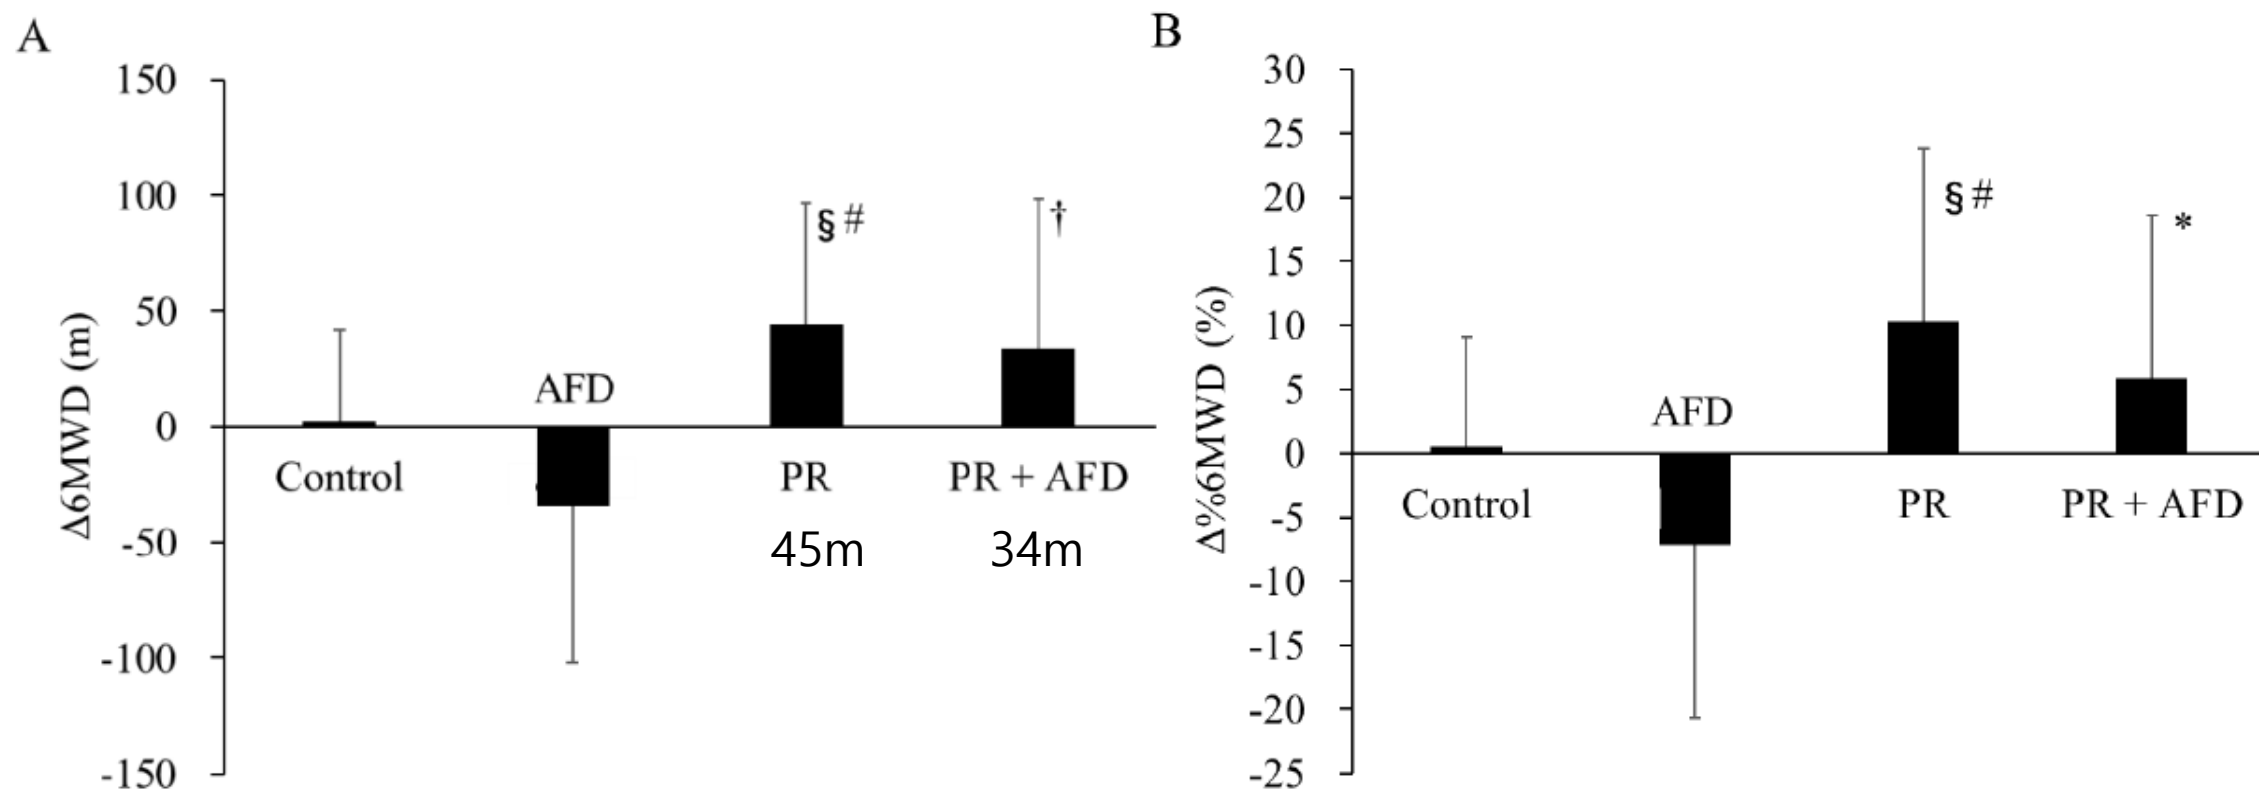 A
150
100
50
0
-50
-100
-150
Δ6MWD (m)
Control
AFD
PR
PR + AFD
45m
34m
§ #
†
B
30
25
20
15
10
5
0
-5
-10
-15
-20
-25
Δ%6MWD (%)
Control
AFD
PR
PR + AFD
§ #
*